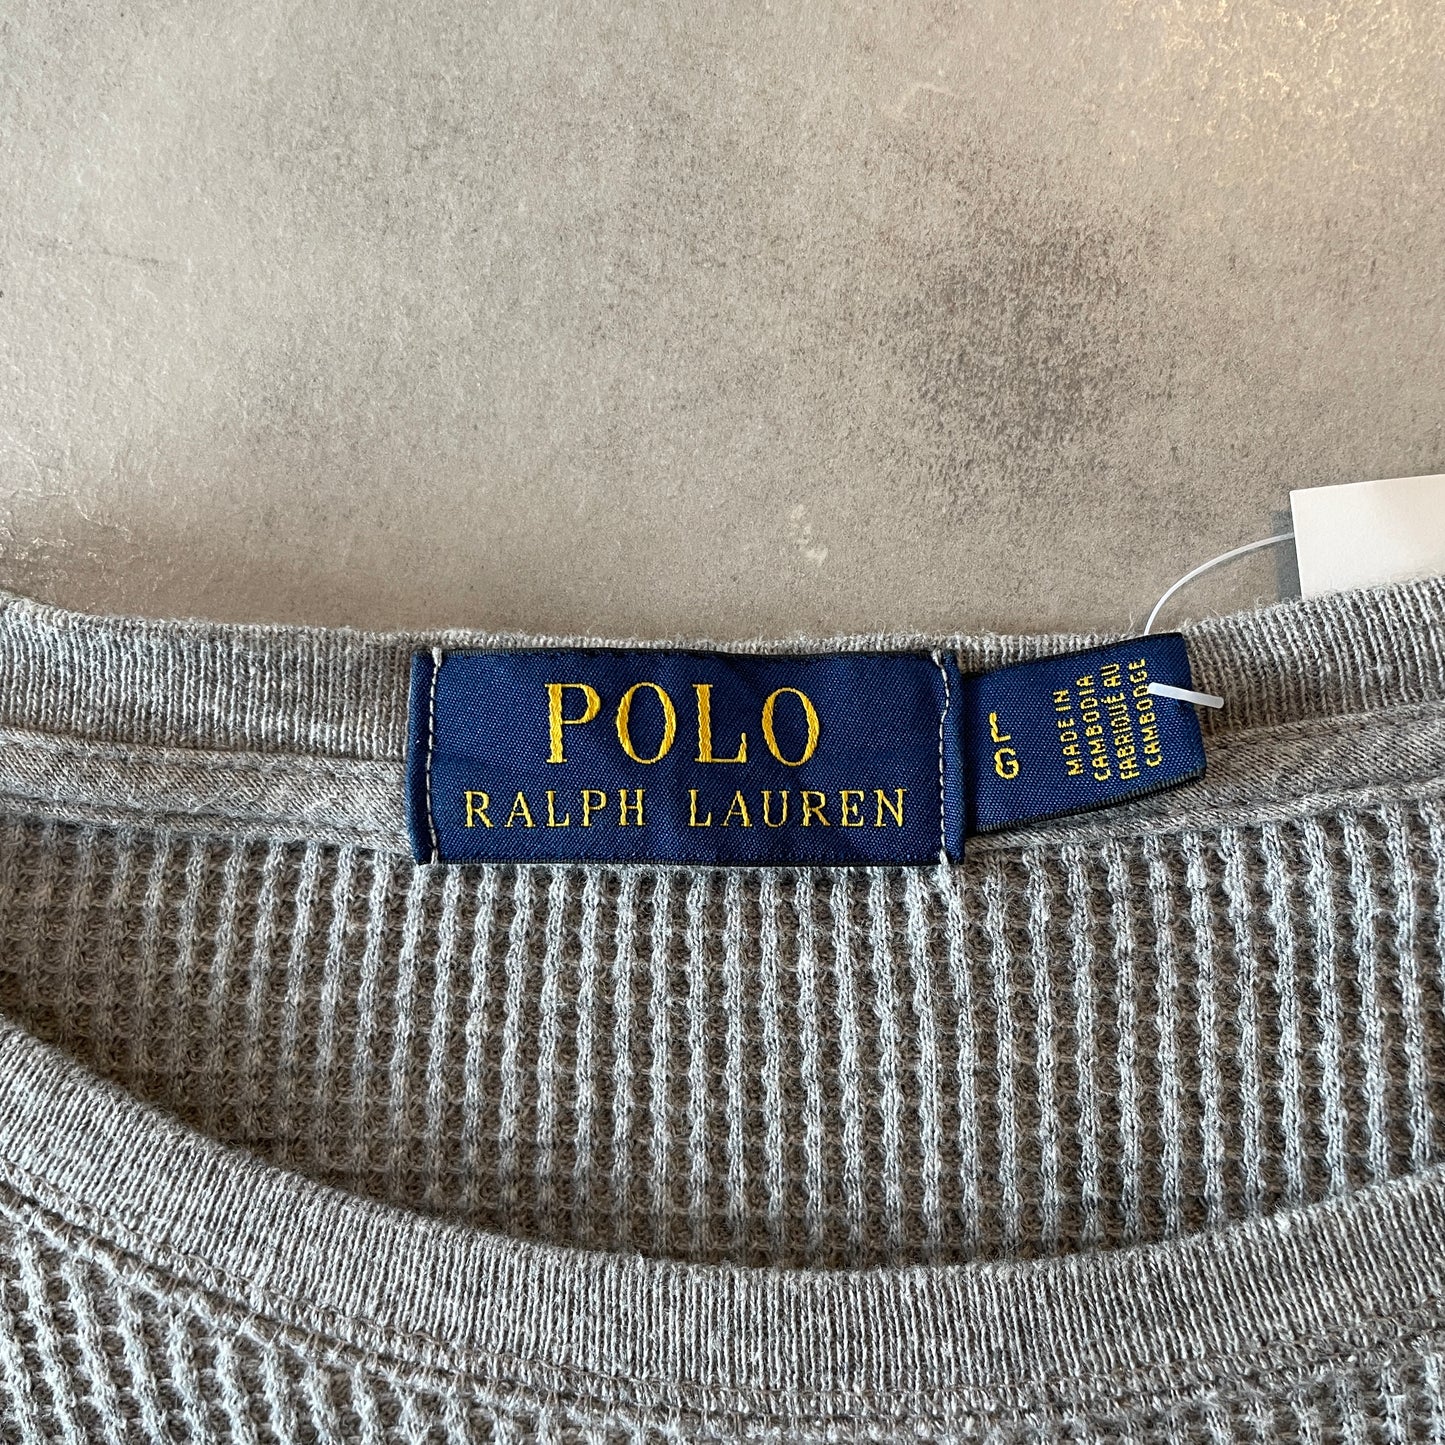 POLO
RALPH LAUREN
L
G
MADE IN
CAMBODIA
FABRIQUÉ AU
CAMBODGE